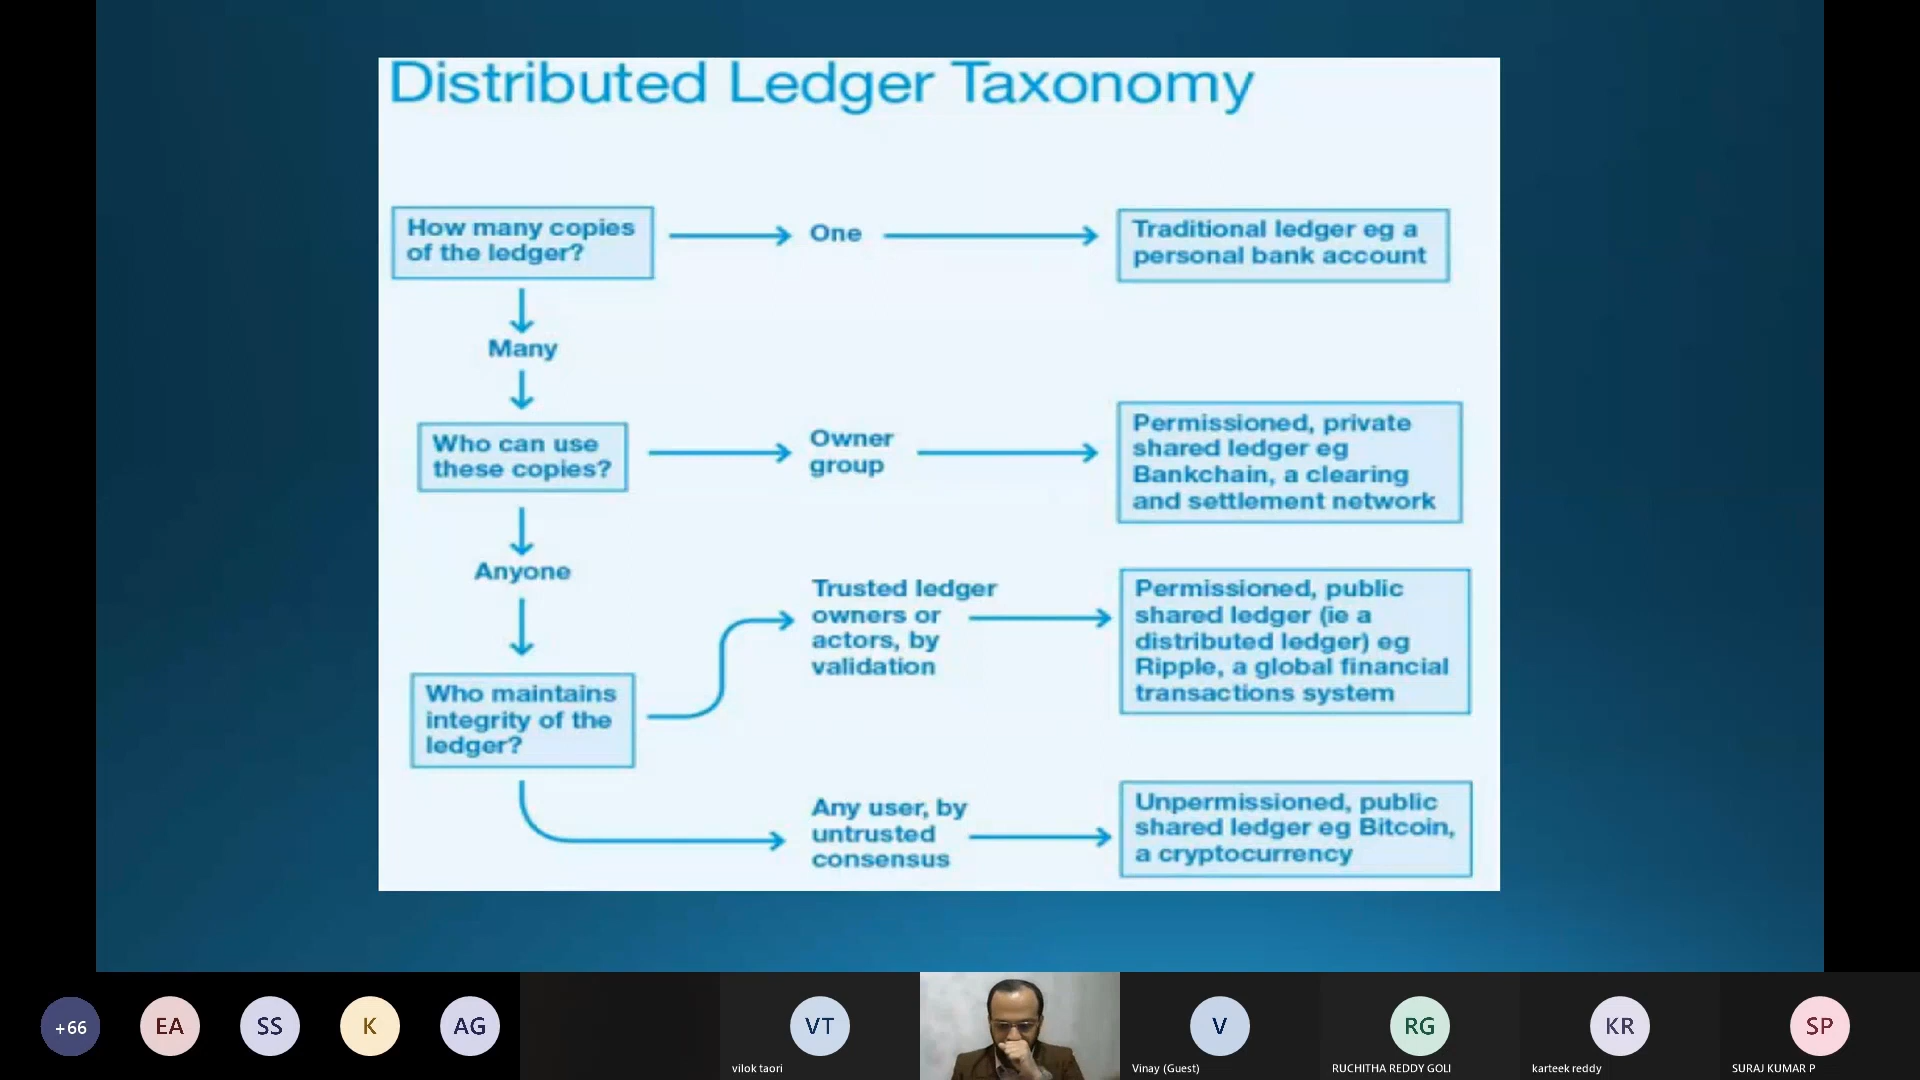 Distributed Ledger Taxonomy
How many copies
of the ledger?
One
Traditional ledger eg a
personal bank account
Many
Who can use
these copies?
Owner
group
Permissioned, private
shared ledger eg
Bankchain, a clearing
and settlement network
Anyone
Who maintains
integrity of the
ledger?
Trusted ledger
owners or
actors, by
validation
Permissioned, public
shared ledger (ie a
distributed ledger) eg
Ripple, a global financial
transactions system
Any user, by
untrusted
consensus
Unpermissioned, public
shared ledger eg Bitcoin,
a cryptocurrency
+66
EA
SS
K
AG
VT
vilok taori
V
Vinay (Guest)
RG
RUCHITHA REDDY GOLI
KR
karteek reddy
SP
SURAJ KUMAR P